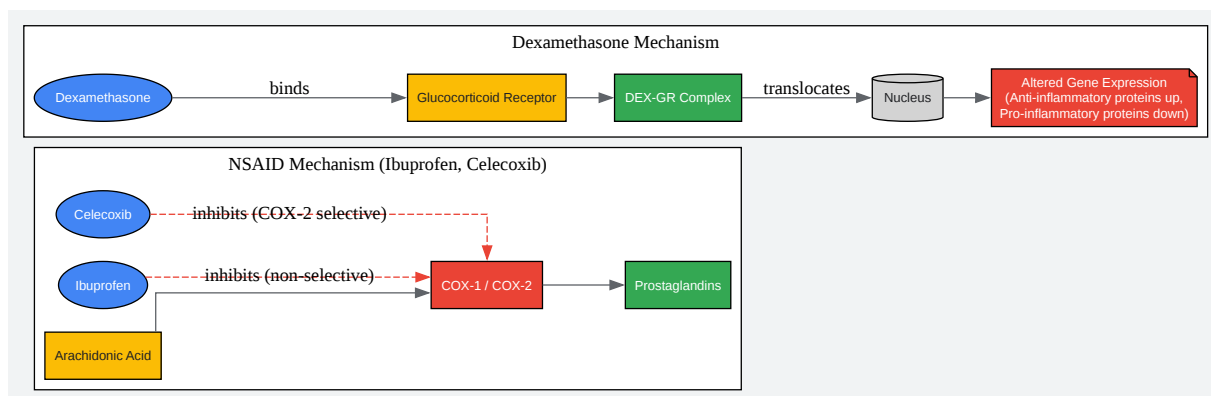 Dexamethasone Mechanism
Dexamethasone
binds
Glucocorticoid Receptor
DEX-GR Complex
translocates
Nucleus
Altered Gene Expression
(Anti-inflammatory proteins up,
Pro-inflammatory proteins down)
NSAID Mechanism (Ibuprofen, Celecoxib)
Celecoxib
inhibits (COX-2 selective)
Ibuprofen
inhibits (non-selective)
COX-1 / COX-2
Prostaglandins
Arachidonic Acid